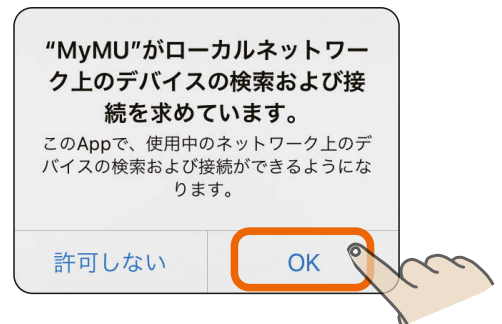 “MyMU”がローカルネットワー
ク上のデバイスの検索および接
続を求めています。
このAppで、使用中のネットワーク上のデ
バイスの検索および接続ができるようにな
ります。
許可しない
OK